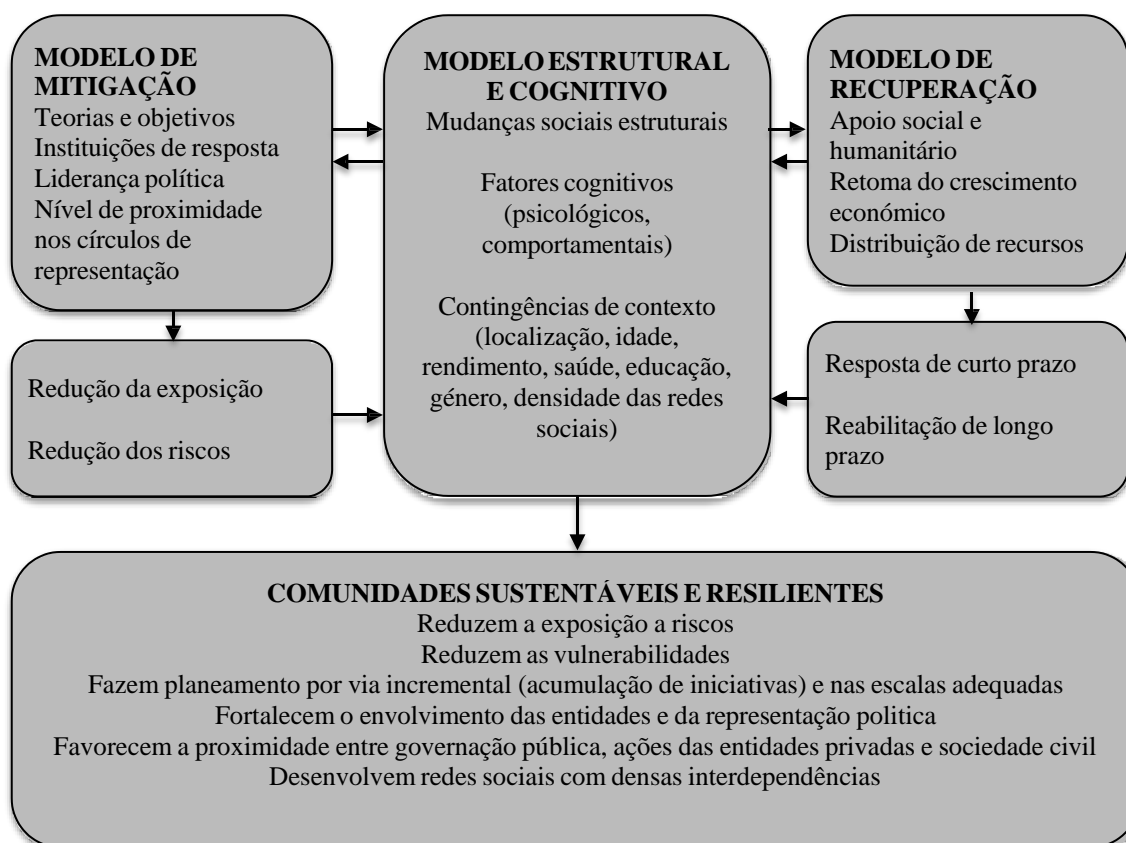 MODELO DE
MITIGAÇÃO
Teorias e objetivos
Instituições de resposta
Liderança política
Nível de proximidade
nos círculos de
representação
MODELO ESTRUTURAL
E COGNITIVO
Mudanças sociais estruturais
Fatores cognitivos
(psicológicos,
comportamentais)
Contingências de contexto
(localização, idade,
rendimento, saúde, educação,
género, densidade das redes
sociais)
MODELO DE
RECUPERAÇÃO
Apoio social e
humanitário
Retoma do crescimento
económico
Distribuição de recursos
Redução da exposição
Redução dos riscos
Resposta de curto prazo
Reabilitação de longo
prazo
COMUNIDADES SUSTENTÁVEIS E RESILIENTES
Reduzem a exposição a riscos
Reduzem as vulnerabilidades
Fazem planeamento por via incremental (acumulação de iniciativas) e nas escalas adequadas
Fortalecem o envolvimento das entidades e da representação politica
Favorecem a proximidade entre governação pública, ações das entidades privadas e sociedade civil
Desenvolvem redes sociais com densas interdependências